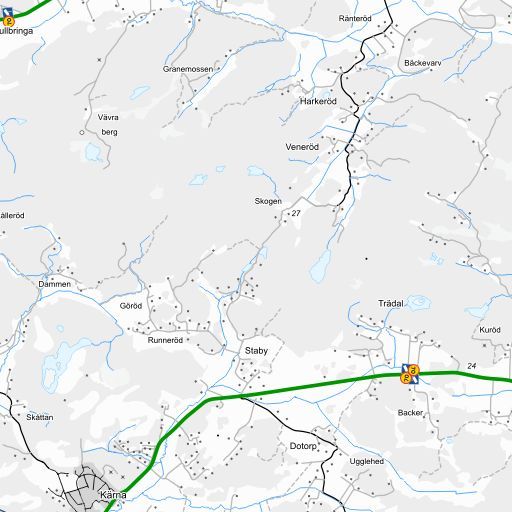 Ränteröd
ullbringa
Bäckevarv
Granemossen
Harkeröd
Vävra
berg
Veneröd
Skogen
27
älleröd
Dammen
Göröd
Trädal
Kuröd
Runneröd
Staby
24
Skåttan
Backer
Dotorp
Ugglehed
Kärna